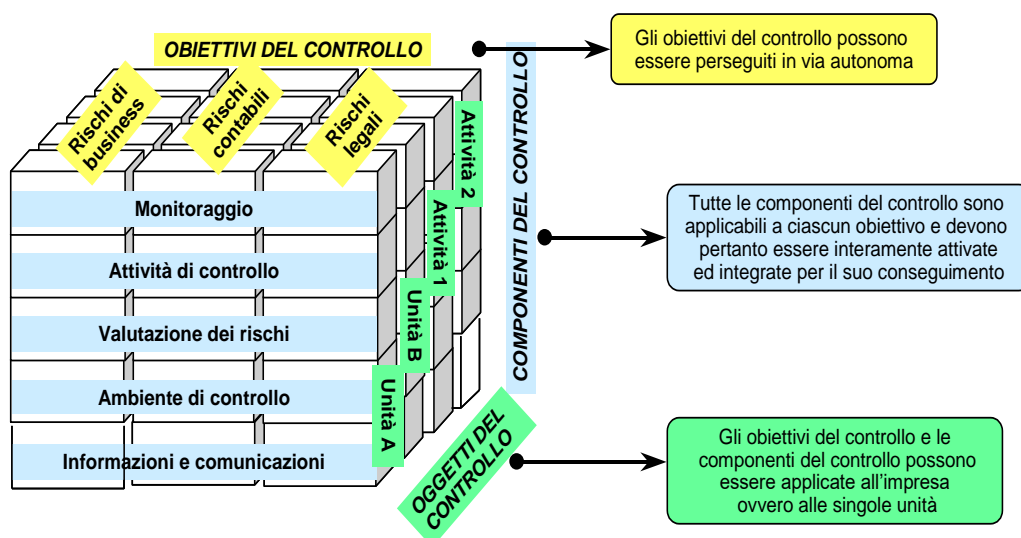 OBIETTIVI DEL CONTROLLO
Rischi di
business
Rischi
contabili
Rischi
legali
Monitoraggio
Attività di controllo
Valutazione dei rischi
Ambiente di controllo
Informazioni e comunicazioni
Unità A
Unità B
Attività 1
Attività 2
COMPONENTI DEL CONTROLLO
OGGETTI DEL
CONTROLLO
Gli obiettivi del controllo possono
essere perseguiti in via autonoma
Tutte le componenti del controllo sono
applicabili a ciascun obiettivo e devono
pertanto essere interamente attivate
ed integrate per il suo conseguimento
Gli obiettivi del controllo e le
componenti del controllo possono
essere applicate all’impresa
ovvero alle singole unità